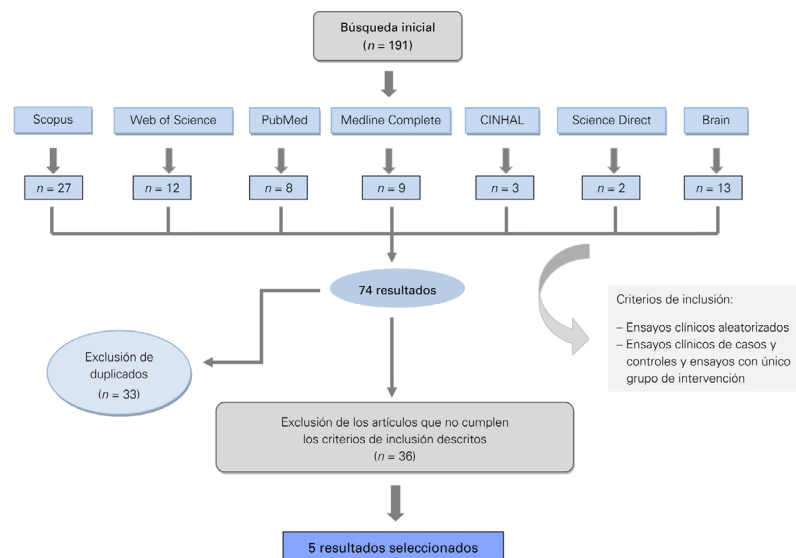 Búsqueda inicial
(n = 191)
Scopus
Web of Science
PubMed
Medline Complete
CINHAL
Science Direct
Brain
n = 27
n = 12
n = 8
n = 9
n = 3
n = 2
n = 13
74 resultados
Criterios de inclusión:
– Ensayos clínicos aleatorizados
– Ensayos clínicos de casos y
controles y ensayos con único
grupo de intervención
Exclusión de
duplicados
(n = 33)
Exclusión de los artículos que no cumplen
los criterios de inclusión descritos
(n = 36)
5 resultados seleccionados